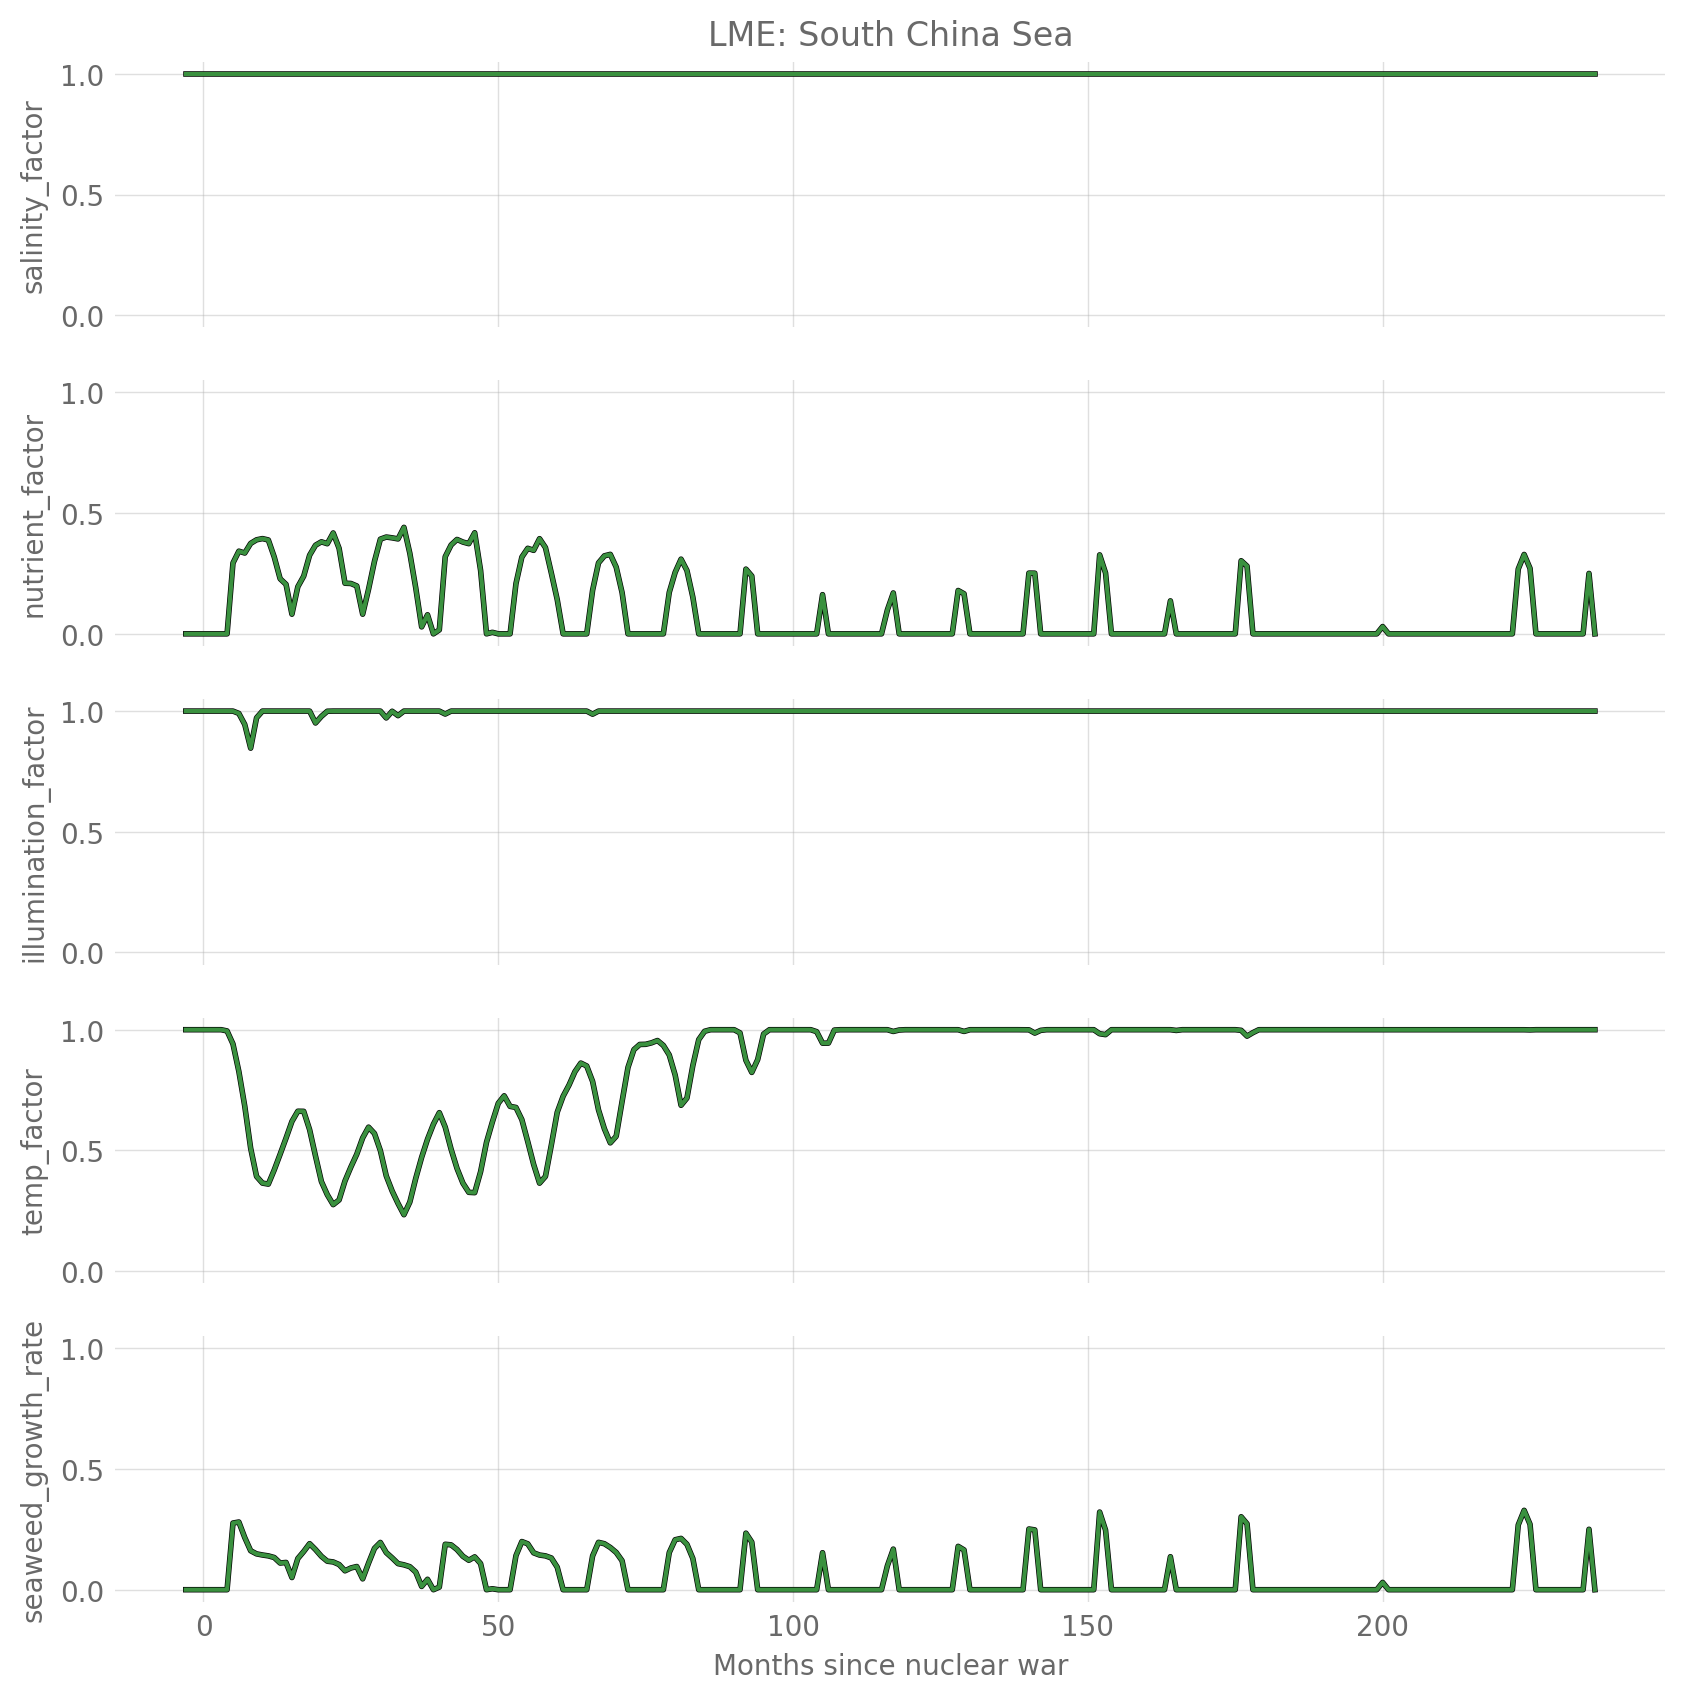 LME: South China Sea
salinity_factor
1.0
0.5
0.0
nutrient_factor
1.0
0.5
0.0
illumination_factor
1.0
0.5
0.0
temp_factor
1.0
0.5
0.0
seaweed_growth_rate
1.0
0.5
0.0
0 50 100 150 200
Months since nuclear war